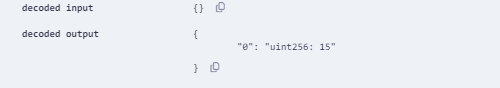 decoded input {}
decoded output {
"0": "uint256: 15"
}